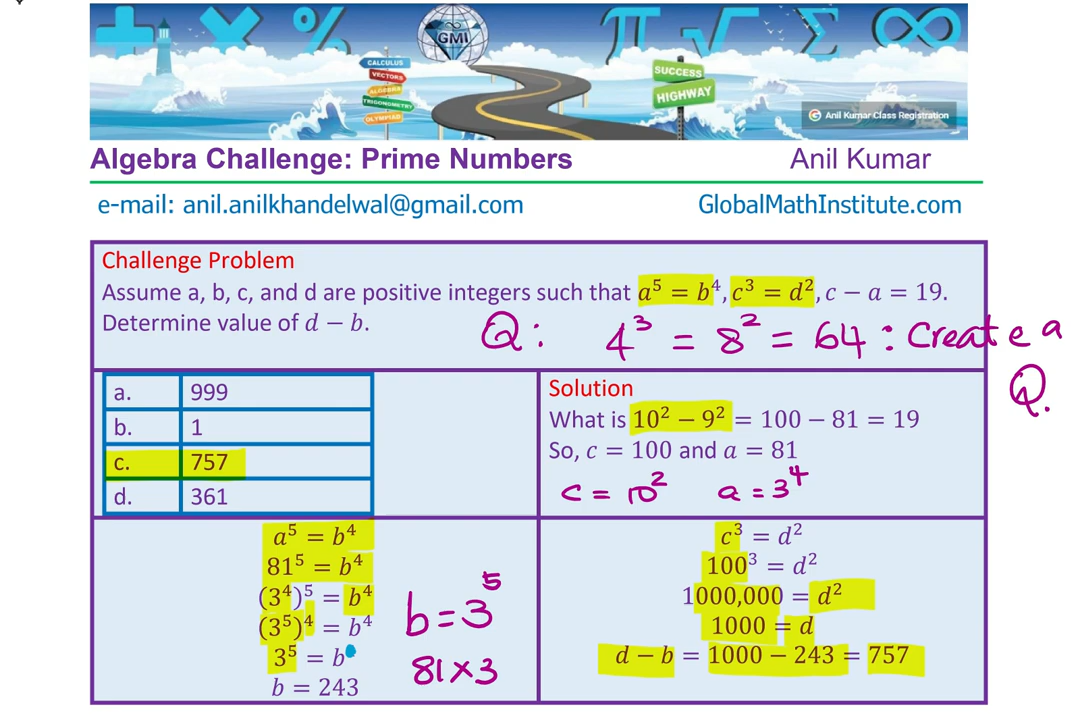 GMI
CALCULUS
VECTORS
ALGEBRA
TRIGONOMETRY
OLYMPIAD
SUCCESS
HIGHWAY
G Anil Kumar Class Registration
+ × % π √ Σ ∞
Algebra Challenge: Prime Numbers Anil Kumar
e-mail: anil.anilkhandelwal@gmail.com GlobalMathInstitute.com
Challenge Problem
Assume a, b, c, and d are positive integers such that a⁵ = b⁴, c³ = d², c − a = 19.
Determine value of d − b.
Q: 4³ = 8² = 64 : Create a
Q.
a. 999
b. 1
c. 757
d. 361
Solution
What is 10² − 9² = 100 − 81 = 19
So, c = 100 and a = 81
c = 10² a = 3⁴
a⁵ = b⁴
81⁵ = b⁴
(3⁴)⁵ = b⁴
(3⁵)⁴ = b⁴
3⁵ = b
b = 243
b = 3⁵
81 × 3
c³ = d²
100³ = d²
1000,000 = d²
1000 = d
d − b = 1000 − 243 = 757